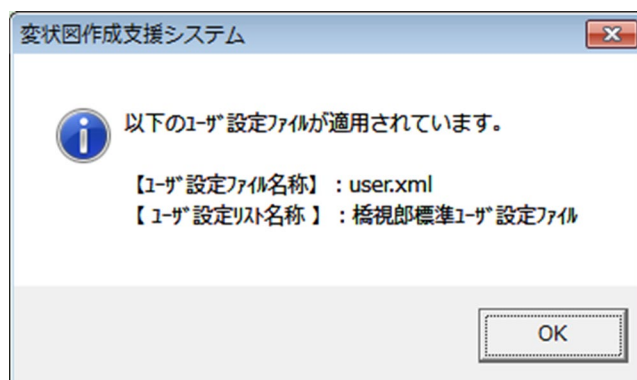 変状図作成支援システム
以下のﾕｰｻﾞ設定ﾌｧｲﾙが適用されています。
【ﾕｰｻﾞ設定ﾌｧｲﾙ名称】：user.xml
【 ﾕｰｻﾞ設定ﾘｽﾄ名称 】：橋視郎標準ﾕｰｻﾞ設定ﾌｧｲﾙ
OK